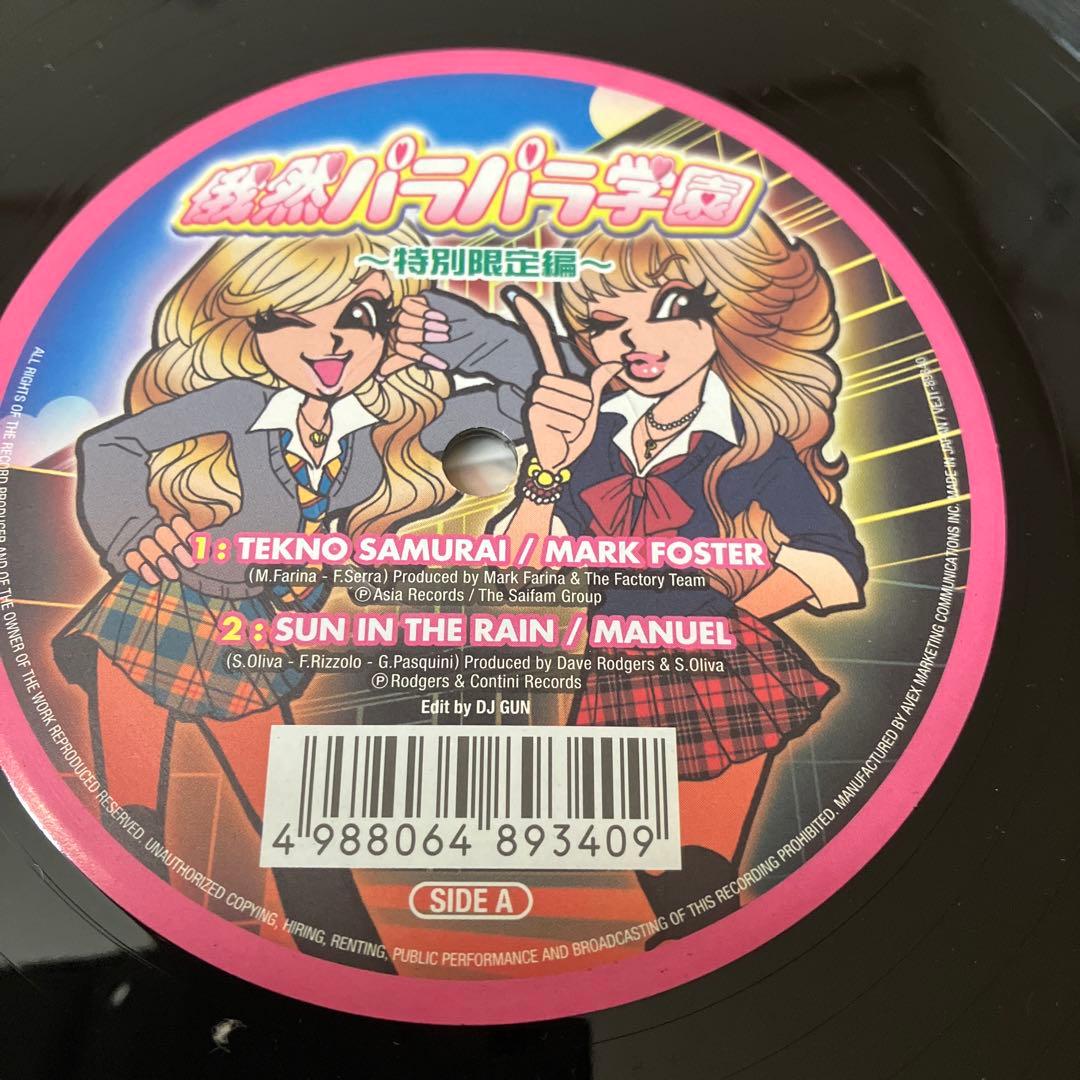 俄然パラパラ学園
～特別限定編～
1 : TEKNO SAMURAI / MARK FOSTER
(M.Farina - F.Serra) Produced by Mark Farina & The Factory Team
Ⓟ Asia Records / The Saifam Group
2 : SUN IN THE RAIN / MANUEL
(S.Oliva - F.Rizzolo - G.Pasquini) Produced by Dave Rodgers & S.Oliva
Ⓟ Rodgers & Contini Records
Edit by DJ GUN
4 988064 893409
SIDE A
ALL RIGHTS OF THE RECORD PRODUCER AND OF THE OWNER OF THE WORK REPRODUCED RESERVED. UNAUTHORIZED COPYING, HIRING, RENTING, PUBLIC PERFORMANCE AND BROADCASTING OF THIS RECORDING PROHIBITED. MANUFACTURED BY AVEX MARKETING COMMUNICATIONS INC. MADE IN JAPAN /